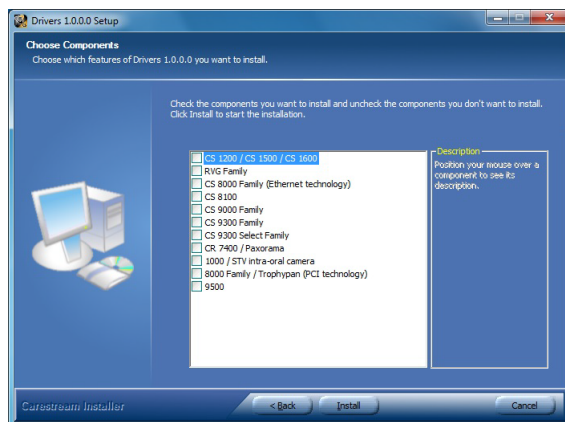 Drivers 1.0.0.0 Setup
Choose Components
Choose which features of Drivers 1.0.0.0 you want to install.
Check the components you want to install and uncheck the components you don't want to install.
Click Install to start the installation.
CS 1200 / CS 1500 / CS 1600
RVG Family
CS 8000 Family (Ethernet technology)
CS 8100
CS 9000 Family
CS 9300 Family
CS 9300 Select Family
CR 7400 / Paxorama
1000 / STV intra-oral camera
8000 Family / Trophypan (PCI technology)
9500
Description
Position your mouse over a
component to see its
description.
Carestream Installer
< Back
Install
Cancel